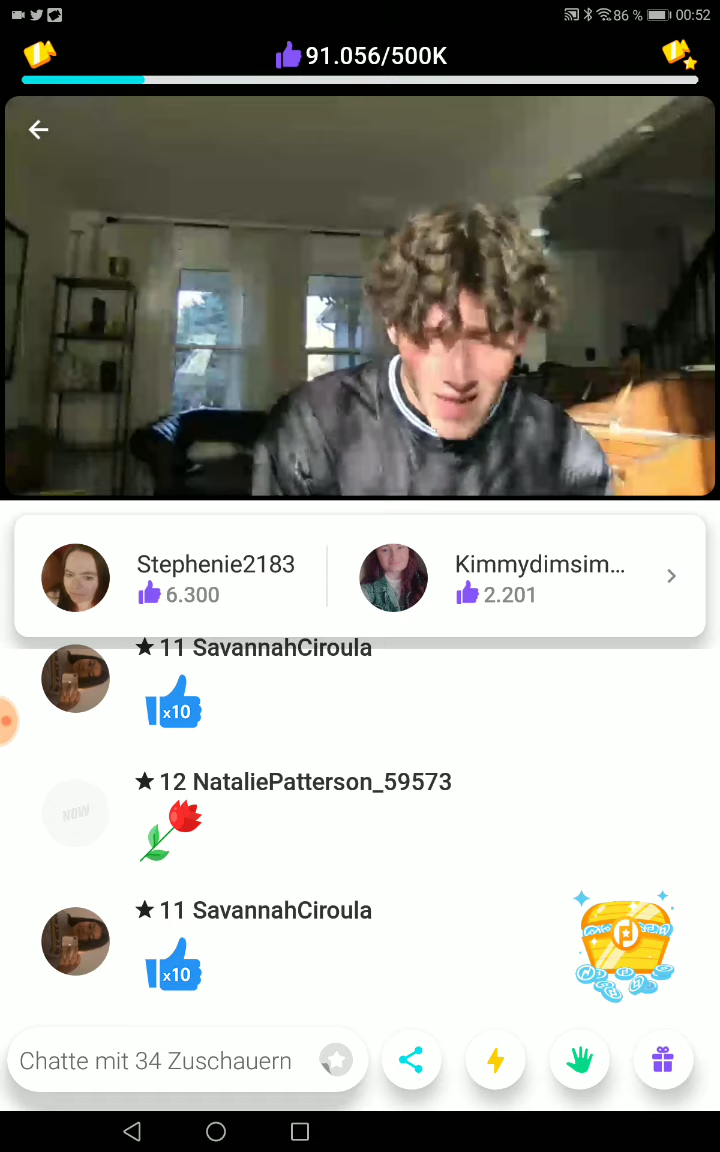 86 % 00:52
91.056/500K
Stephenie2183
6.300
Kimmydimsim...
2.201
★ 11 SavannahCiroula
x10
★ 12 NataliePatterson_59573
NOW
★ 11 SavannahCiroula
x10
Chatte mit 34 Zuschauern